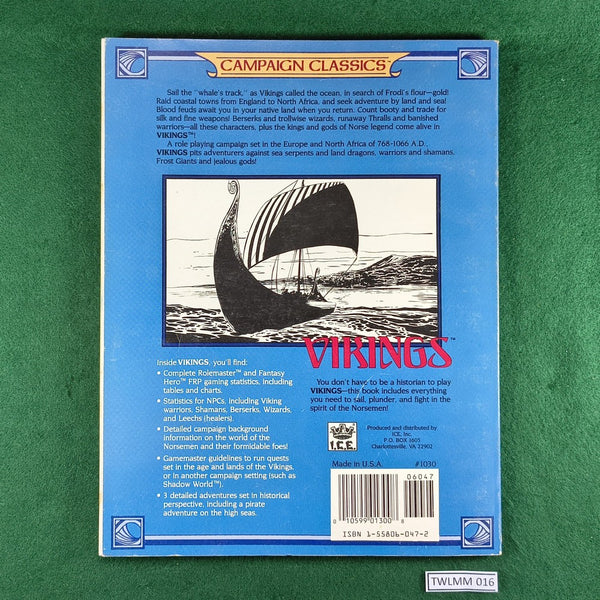 CAMPAIGN CLASSICS™
Sail the "whale's track," as Vikings called the ocean, in search of Frodi's flour—gold!
Raid coastal towns from England to North Africa, and seek adventure by land and sea!
Blood feuds await you in your native land when you return. Count booty and trade for
silk and fine weapons! Berserks and trollwise wizards, runaway Thralls and banished
warriors—all these characters, plus the kings and gods of Norse legend come alive in
VIKINGS™!
A role playing campaign set in the Europe and North Africa of 768-1066 A.D.,
VIKINGS pits adventurers against sea serpents and land dragons, warriors and shamans,
Frost Giants and jealous gods!
VIKINGS™
Inside VIKINGS, you'll find:
• Complete Rolemaster™ and Fantasy
Hero™ FRP gaming statistics, including
tables and charts.
• Statistics for NPCs, including Viking
warriors, Shamans, Berserks, Wizards,
and Leechs (healers).
• Detailed campaign background
information on the world of the
Norsemen and their formidable foes!
• Gamemaster guidelines to run quests
set in the age and lands of the Vikings,
or in another campaign setting (such as
Shadow World™).
• 3 detailed adventures set in historical
perspective, including a pirate
adventure on the high seas.
You don't have to be a historian to play
VIKINGS—this book includes everything
you need to sail, plunder, and fight in the
spirit of the Norsemen!
I.C.E.
Produced and distributed by
ICE, Inc.
P.O. BOX 1605
Charlottesville, VA 22902
Made in U.S.A. #1030
06047
0 10599 01300 8
ISBN 1-55806-047-2
TWLMM 016